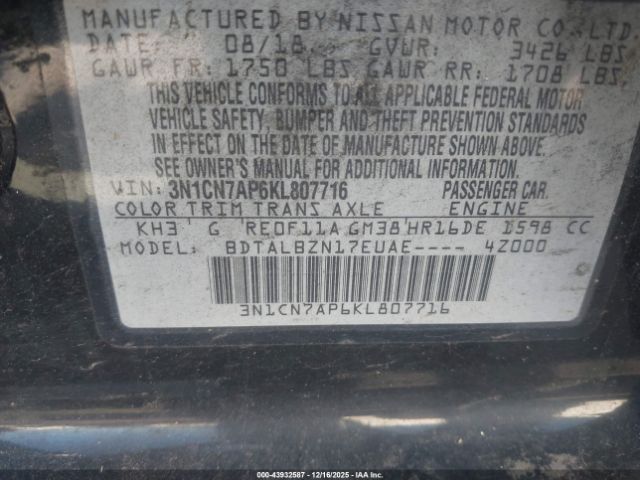 MANUFACTURED BY NISSAN MOTOR CO., LTD.
DATE: 08/18 GVWR: 3426 LBS
GAWR FR: 1750 LBS GAWR RR: 1708 LBS.
THIS VEHICLE CONFORMS TO ALL APPLICABLE FEDERAL MOTOR
VEHICLE SAFETY, BUMPER AND THEFT PREVENTION STANDARDS
IN EFFECT ON THE DATE OF MANUFACTURE SHOWN ABOVE.
SEE OWNER'S MANUAL FOR ADDITIONAL INFORMATION.
VIN: 3N1CN7AP6KL807716 PASSENGER CAR.
COLOR TRIM TRANS AXLE ENGINE
KH3 G RE0F11A GM38 HR16DE 1598 CC
MODEL: BDTALBZN17EUAE---- 4Z000
3N1CN7AP6KL807716
000-43932587 | 12/16/2025 | IAAI.COM